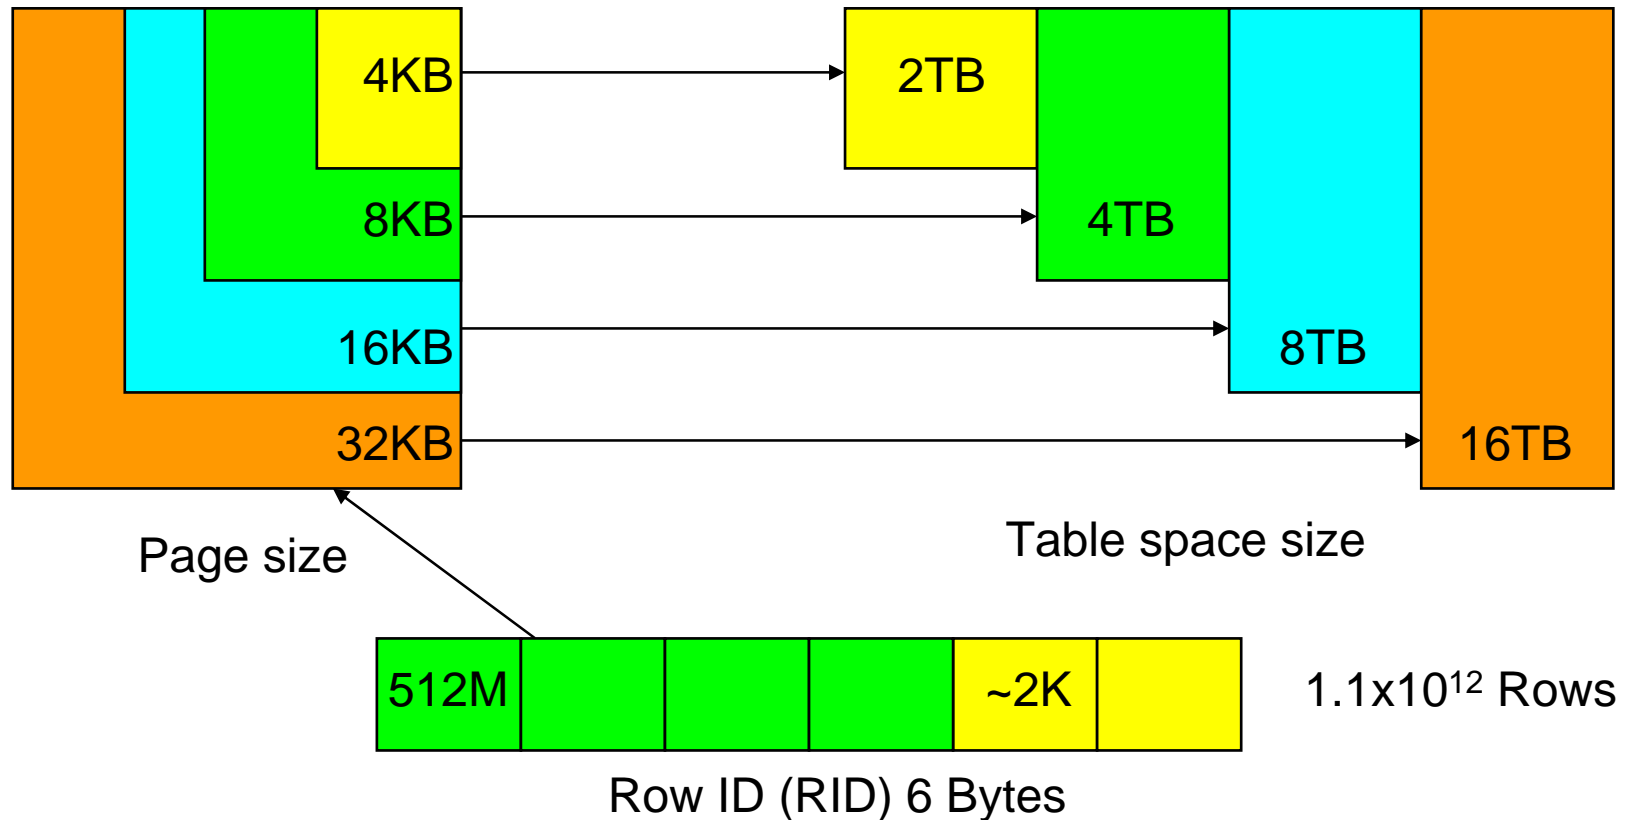 4KB
2TB
8KB
4TB
16KB
8TB
32KB
16TB
Page size
Table space size
512M
~2K
1.1x10¹² Rows
Row ID (RID) 6 Bytes